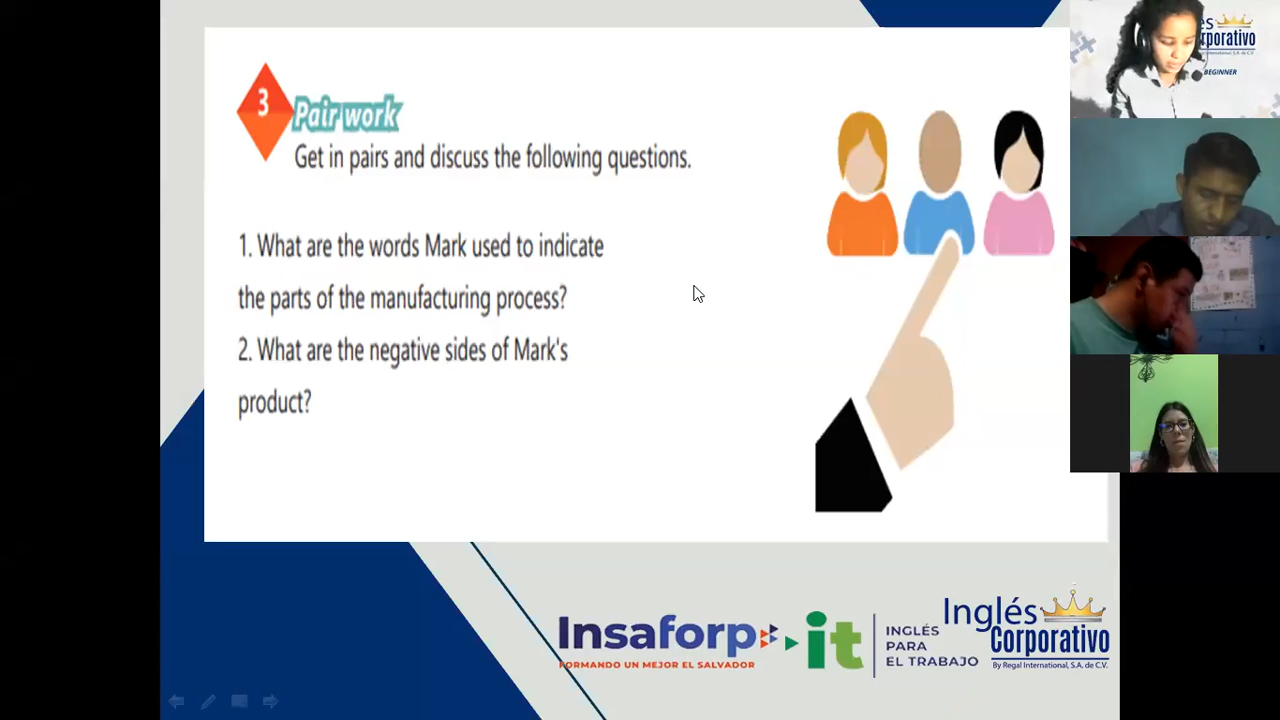 3
Pair work
Get in pairs and discuss the following questions.
1. What are the words Mark used to indicate
the parts of the manufacturing process?
2. What are the negative sides of Mark's
product?
rporativo
BEGINNER
Insaforp
FORMANDO UN MEJOR EL SALVADOR
it
INGLÉS
PARA
EL TRABAJO
Inglés
Corporativo
By Regal International, S.A. de C.V.